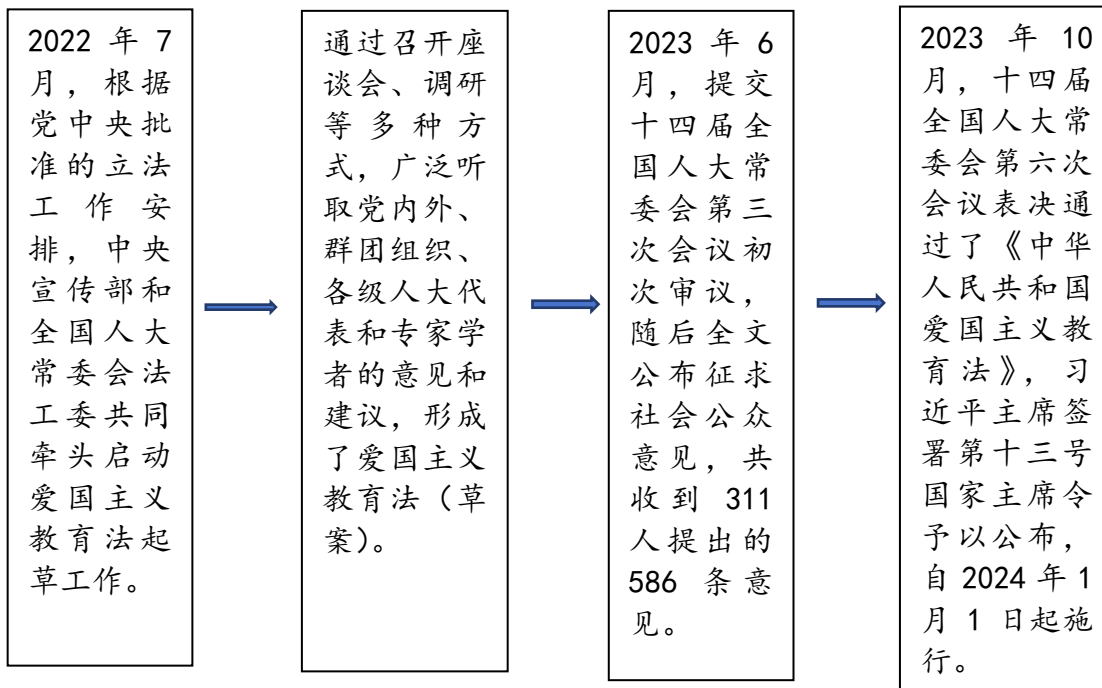 2022 年 7
月，根据
党中央批
准的立法
工作安
排，中央
宣传部和
全国人大
常委会法
工委共同
牵头启动
爱国主义
教育法起
草工作。
通过召开座
谈会、调研
等多种方
式，广泛听
取党内外、
群团组织、
各级人大代
表和专家学
者的意见和
建议，形成
了爱国主义
教育法（草
案）。
2023 年 6
月，提交
十四届全
国人大常
委会第三
次会议初
次审议，
随后全文
公布征求
社会公众
意见，共
收到 311
人提出的
586 条意
见。
2023 年 10
月，十四届
全国人大常
委会第六次
会议表决通
过了《中华
人民共和国
爱国主义教
育法》，习
近平主席签
署第十三号
国家主席令
予以公布，
自 2024 年 1
月 1 日起施
行。